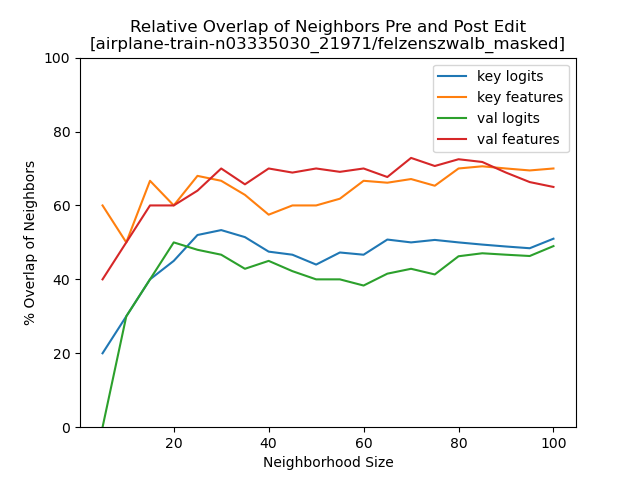 Relative Overlap of Neighbors Pre and Post Edit
[airplane-train-n03335030_21971/felzenszwalb_masked]
key logits
key features
val logits
val features
100
80
60
40
20
0
% Overlap of Neighbors
20 40 60 80 100
Neighborhood Size